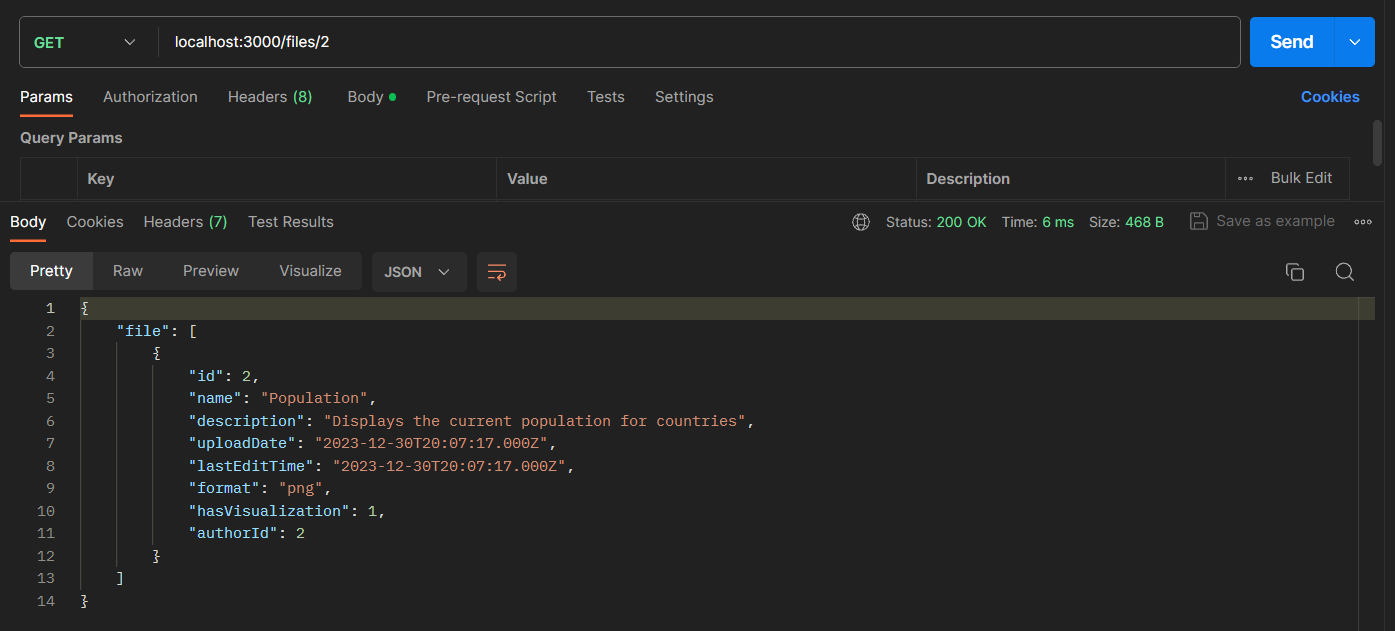 GET localhost:3000/files/2 Send
Params Authorization Headers (8) Body Pre-request Script Tests Settings Cookies
Query Params
Key Value Description Bulk Edit
Body Cookies Headers (7) Test Results Status: 200 OK Time: 6 ms Size: 468 B Save as example
Pretty Raw Preview Visualize JSON
1 {
2 "file": [
3 {
4 "id": 2,
5 "name": "Population",
6 "description": "Displays the current population for countries",
7 "uploadDate": "2023-12-30T20:07:17.000Z",
8 "lastEditTime": "2023-12-30T20:07:17.000Z",
9 "format": "png",
10 "hasVisualization": 1,
11 "authorId": 2
12 }
13 ]
14 }